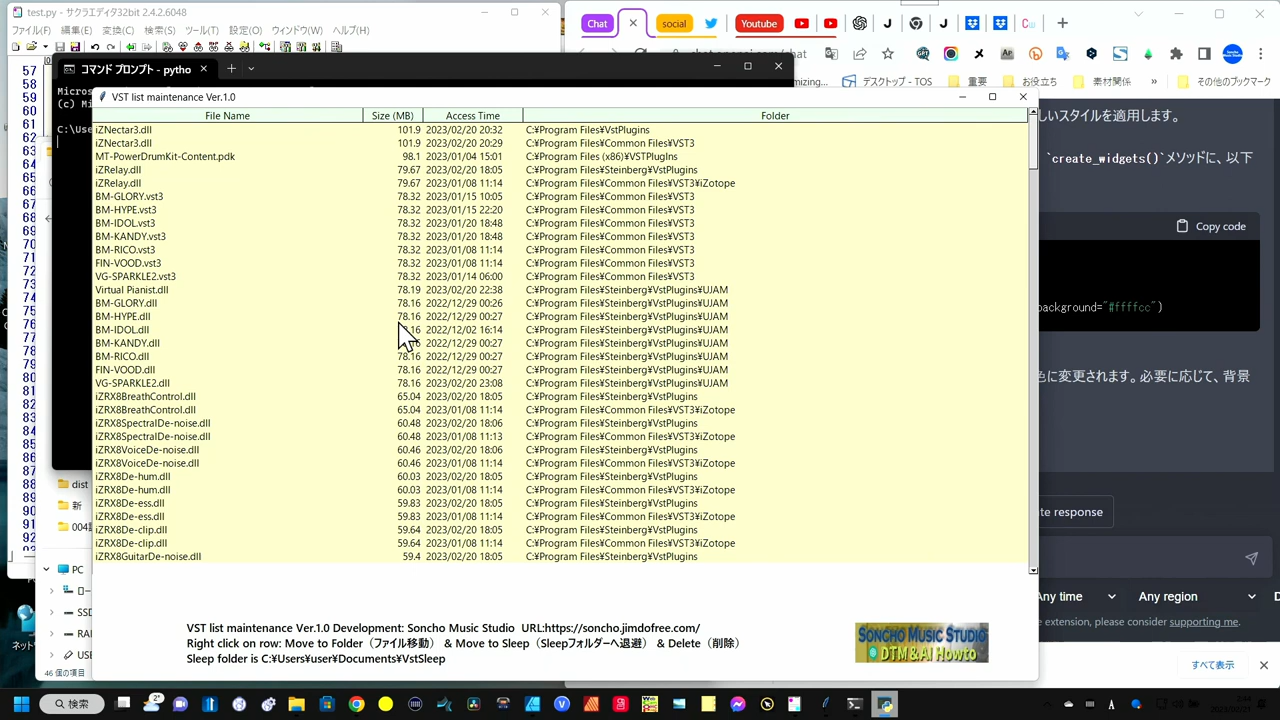 test.py - サクラエディタ32bit 2.4.2.6048
ファイル(F) 編集(E) 変換(C) 検索(S) ツール(T) 設定(O) ウィンドウ(W) ヘルプ(H)
Chat
social
Youtube
コマンド プロンプト - pytho
デスクトップ - TOS
重要
お役立ち
素材関係
その他のブックマーク
Micros
(c) Mi
C:¥Use
VST list maintenance Ver.1.0
File Name Size (MB) Access Time Folder
iZNectar3.dll 101.9 2023/02/20 20:32 C:¥Program Files¥VstPlugins
iZNectar3.dll 101.9 2023/02/20 20:29 C:¥Program Files¥Common Files¥VST3
MT-PowerDrumKit-Content.pdk 98.1 2023/01/04 15:01 C:¥Program Files (x86)¥VSTPlugIns
iZRelay.dll 79.67 2023/02/20 18:05 C:¥Program Files¥Steinberg¥VstPlugins
iZRelay.dll 79.67 2023/01/08 11:14 C:¥Program Files¥Common Files¥VST3¥iZotope
BM-GLORY.vst3 78.32 2023/01/15 10:05 C:¥Program Files¥Common Files¥VST3
BM-HYPE.vst3 78.32 2023/01/15 22:20 C:¥Program Files¥Common Files¥VST3
BM-IDOL.vst3 78.32 2023/01/20 18:48 C:¥Program Files¥Common Files¥VST3
BM-KANDY.vst3 78.32 2023/01/20 18:48 C:¥Program Files¥Common Files¥VST3
BM-RICO.vst3 78.32 2023/01/08 11:14 C:¥Program Files¥Common Files¥VST3
FIN-VOOD.vst3 78.32 2023/01/08 11:14 C:¥Program Files¥Common Files¥VST3
VG-SPARKLE2.vst3 78.32 2023/01/14 06:00 C:¥Program Files¥Common Files¥VST3
Virtual Pianist.dll 78.19 2023/02/20 22:38 C:¥Program Files¥Steinberg¥VstPlugins¥UJAM
BM-GLORY.dll 78.16 2022/12/29 00:26 C:¥Program Files¥Steinberg¥VstPlugins¥UJAM
BM-HYPE.dll 78.16 2022/12/29 00:27 C:¥Program Files¥Steinberg¥VstPlugins¥UJAM
BM-IDOL.dll 16 2022/12/02 16:14 C:¥Program Files¥Steinberg¥VstPlugins¥UJAM
BM-KANDY.dll 2022/12/29 00:27 C:¥Program Files¥Steinberg¥VstPlugins¥UJAM
BM-RICO.dll 78.16 2022/12/29 00:27 C:¥Program Files¥Steinberg¥VstPlugins¥UJAM
FIN-VOOD.dll 78.16 2022/12/29 00:27 C:¥Program Files¥Steinberg¥VstPlugins¥UJAM
VG-SPARKLE2.dll 78.16 2023/02/20 23:08 C:¥Program Files¥Steinberg¥VstPlugins¥UJAM
iZRX8BreathControl.dll 65.04 2023/02/20 18:05 C:¥Program Files¥Steinberg¥VstPlugins
iZRX8BreathControl.dll 65.04 2023/01/08 11:14 C:¥Program Files¥Common Files¥VST3¥iZotope
iZRX8SpectralDe-noise.dll 60.48 2023/02/20 18:06 C:¥Program Files¥Steinberg¥VstPlugins
iZRX8SpectralDe-noise.dll 60.48 2023/01/08 11:13 C:¥Program Files¥Common Files¥VST3¥iZotope
iZRX8VoiceDe-noise.dll 60.46 2023/02/20 18:06 C:¥Program Files¥Steinberg¥VstPlugins
iZRX8VoiceDe-noise.dll 60.46 2023/01/08 11:14 C:¥Program Files¥Common Files¥VST3¥iZotope
iZRX8De-hum.dll 60.03 2023/02/20 18:05 C:¥Program Files¥Steinberg¥VstPlugins
iZRX8De-hum.dll 60.03 2023/01/08 11:14 C:¥Program Files¥Common Files¥VST3¥iZotope
iZRX8De-ess.dll 59.83 2023/02/20 18:05 C:¥Program Files¥Steinberg¥VstPlugins
iZRX8De-ess.dll 59.83 2023/01/08 11:14 C:¥Program Files¥Common Files¥VST3¥iZotope
iZRX8De-clip.dll 59.64 2023/02/20 18:05 C:¥Program Files¥Steinberg¥VstPlugins
iZRX8De-clip.dll 59.64 2023/01/08 11:14 C:¥Program Files¥Common Files¥VST3¥iZotope
iZRX8GuitarDe-noise.dll 59.4 2023/02/20 18:05 C:¥Program Files¥Steinberg¥VstPlugins
VST list maintenance Ver.1.0 Development: Soncho Music Studio URL:https://soncho.jimdofree.com/
Right click on row: Move to Folder（ファイル移動） & Move to Sleep（Sleepフォルダーへ退避） & Delete（削除）
Sleep folder is C:¥Users¥user¥Documents¥VstSleep
SONCHO MUSIC STUDIO
DTM&AI Howto
しいスタイルを適用します。
`create_widgets()`メソッドに、以下
Copy code
background="#ffffcc")
色に変更されます。必要に応じて、背景
te response
Any time
Any region
e extension, please consider supporting me.
すべて表示
dist
新
PC
46 個の項目
検索